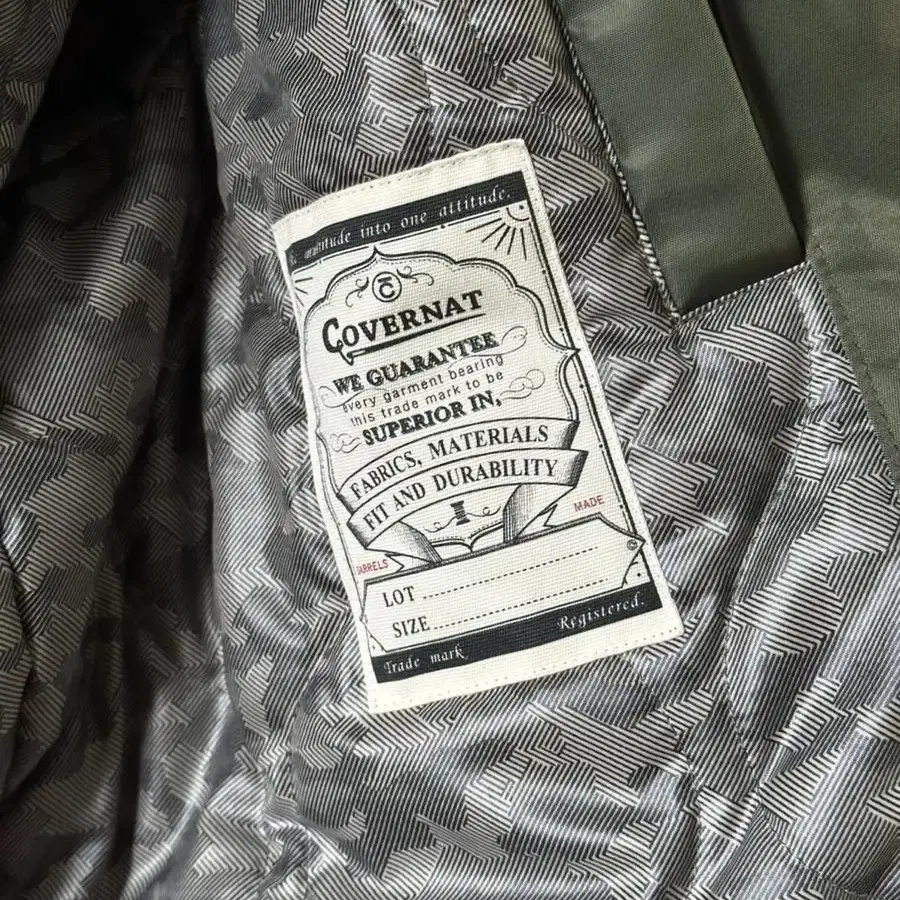 into one attitude.
COVERNAT
WE GUARANTEE
every garment bearing
this trade mark to be
SUPERIOR IN,
FABRICS, MATERIALS
FIT AND DURABILITY
MADE
BARRELS
LOT
SIZE
Registered.
Trade mark